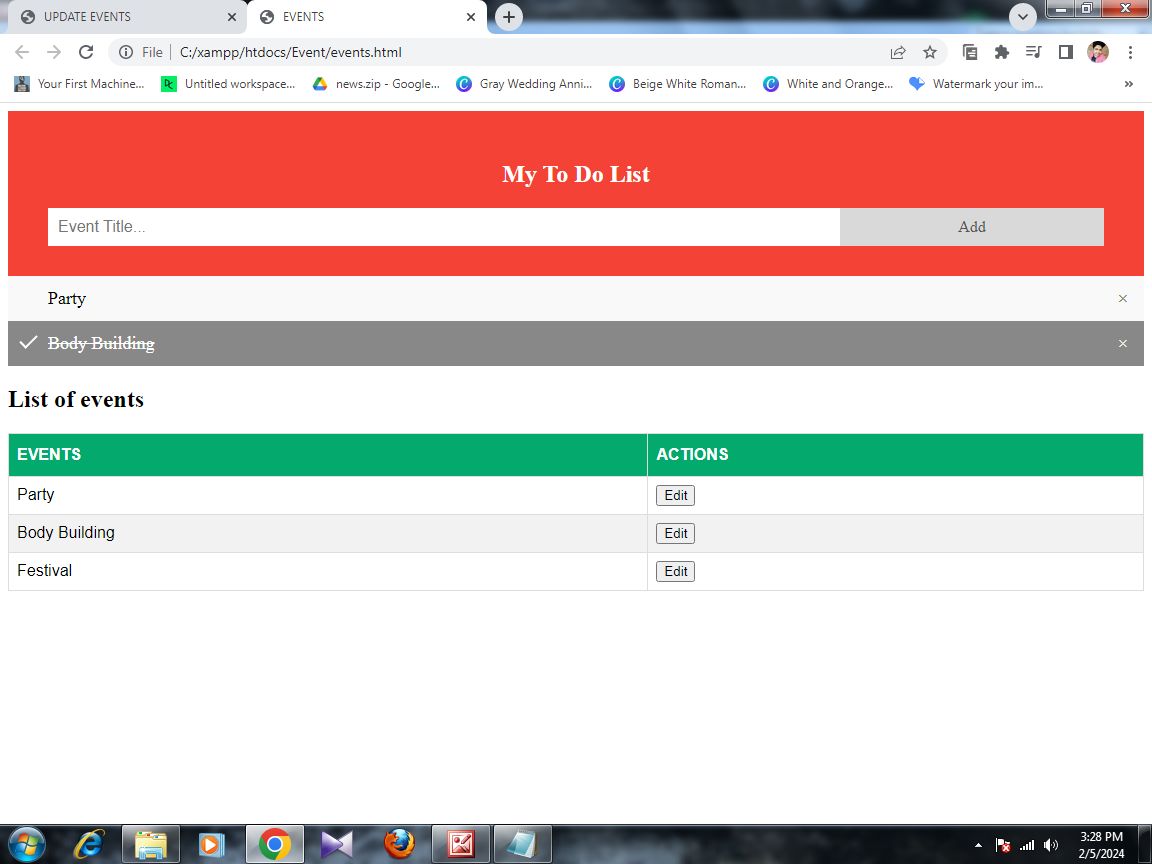 UPDATE EVENTS
EVENTS
File
C:/xampp/htdocs/Event/events.html
Your First Machine...
Untitled workspace...
news.zip - Google...
Gray Wedding Anni...
Beige White Roman...
White and Orange...
Watermark your im...
My To Do List
Event Title...
Add
Party
Body Building
List of events
EVENTS
ACTIONS
Party
Edit
Body Building
Edit
Festival
Edit
3:28 PM
2/5/2024